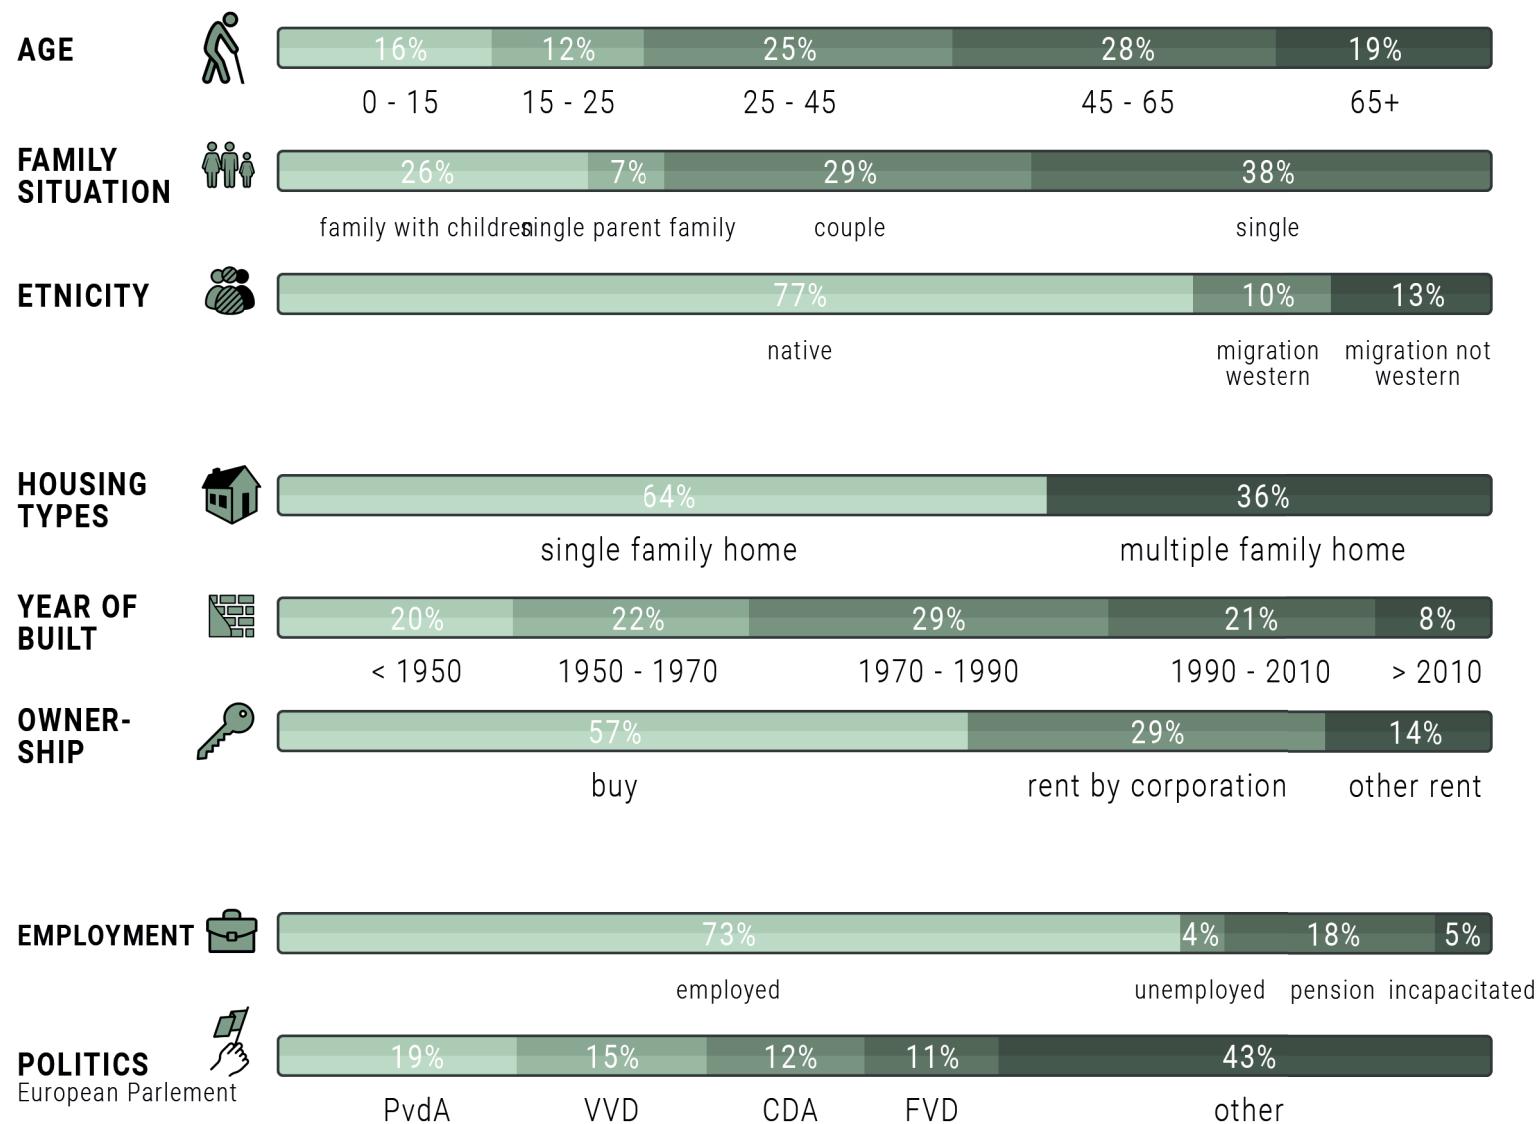 AGE
16% 12% 25% 28% 19%
0 - 15 15 - 25 25 - 45 45 - 65 65+
FAMILY
SITUATION
26% 7% 29% 38%
family with children single parent family couple single
ETNICITY
77% 10% 13%
native migration western migration not western
HOUSING
TYPES
64% 36%
single family home multiple family home
YEAR OF
BUILT
20% 22% 29% 21% 8%
< 1950 1950 - 1970 1970 - 1990 1990 - 2010 > 2010
OWNER-
SHIP
57% 29% 14%
buy rent by corporation other rent
EMPLOYMENT
73% 4% 18% 5%
employed unemployed pension incapacitated
POLITICS
European Parlement
19% 15% 12% 11% 43%
PvdA VVD CDA FVD other